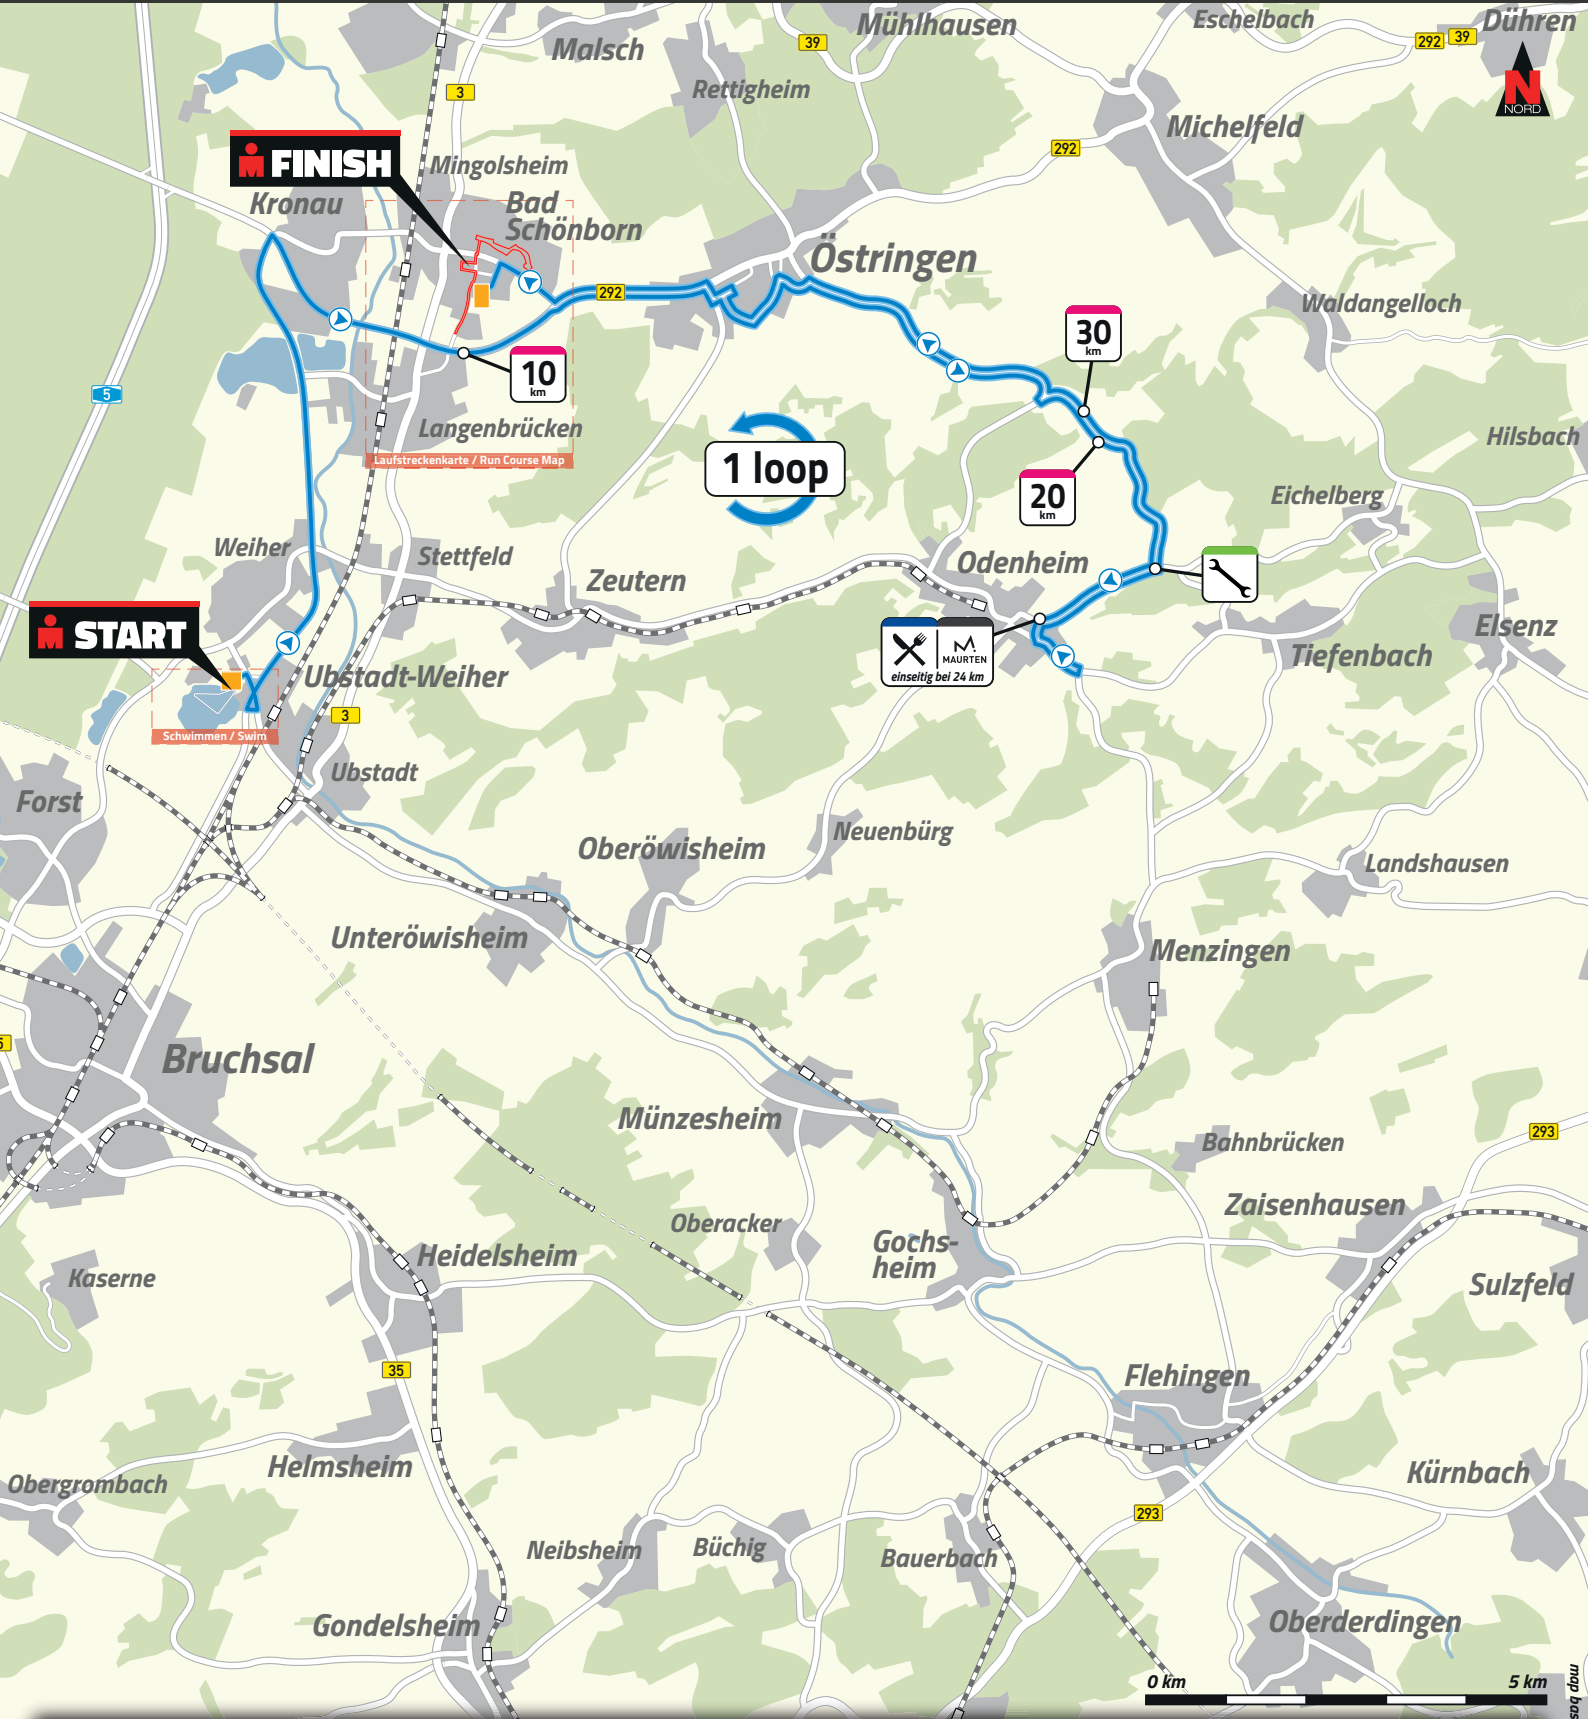 Mühlhausen
Eschelbach
Dühren
Malsch
39
292
39
Rettigheim
3
N
NORD
Michelfeld
292
FINISH
Mingolsheim
Kronau
Bad
Schönborn
Östringen
292
Waldangelloch
30
km
10
km
5
Langenbrücken
Hilsbach
Laufstreckenkarte / Run Course Map
1 loop
20
km
Eichelberg
Weiher
Stettfeld
Zeutern
Odenheim
START
Elsenz
MAURTEN
einseitig bei 24 km
Tiefenbach
Ubstadt-Weiher
3
Schwimmen / Swim
Ubstadt
Forst
Neuenbürg
Oberöwisheim
Landshausen
Unteröwisheim
Menzingen
5
Bruchsal
Münzesheim
Bahnbrücken
293
Zaisenhausen
Oberacker
Gochs-
heim
Heidelsheim
Kaserne
Sulzfeld
35
Flehingen
Helmsheim
Kürnbach
Obergrombach
293
Neibsheim
Büchig
Bauerbach
Gondelsheim
Oberderdingen
0 km
5 km
map bas